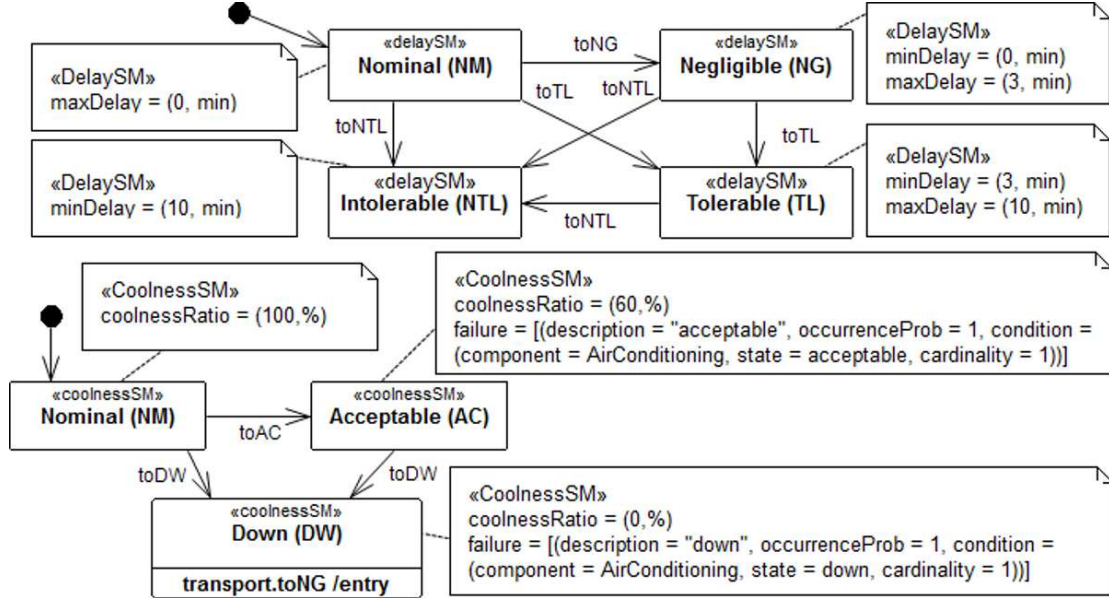 «delaySM»
Nominal (NM)
toNG
«delaySM»
Negligible (NG)
«DelaySM»
minDelay = (0, min)
maxDelay = (3, min)
«DelaySM»
maxDelay = (0, min)
toTL
toNTL
toNTL
toTL
«DelaySM»
minDelay = (10, min)
«delaySM»
Intolerable (NTL)
toNTL
«delaySM»
Tolerable (TL)
«DelaySM»
minDelay = (3, min)
maxDelay = (10, min)
«CoolnessSM»
coolnessRatio = (100,%)
«CoolnessSM»
coolnessRatio = (60,%)
failure = [(description = "acceptable", occurrenceProb = 1, condition =
(component = AirConditioning, state = acceptable, cardinality = 1))]
«coolnessSM»
Nominal (NM)
toAC
«coolnessSM»
Acceptable (AC)
toDW
toDW
«coolnessSM»
Down (DW)
transport.toNG /entry
«CoolnessSM»
coolnessRatio = (0,%)
failure = [(description = "down", occurrenceProb = 1, condition =
(component = AirConditioning, state = down, cardinality = 1))]